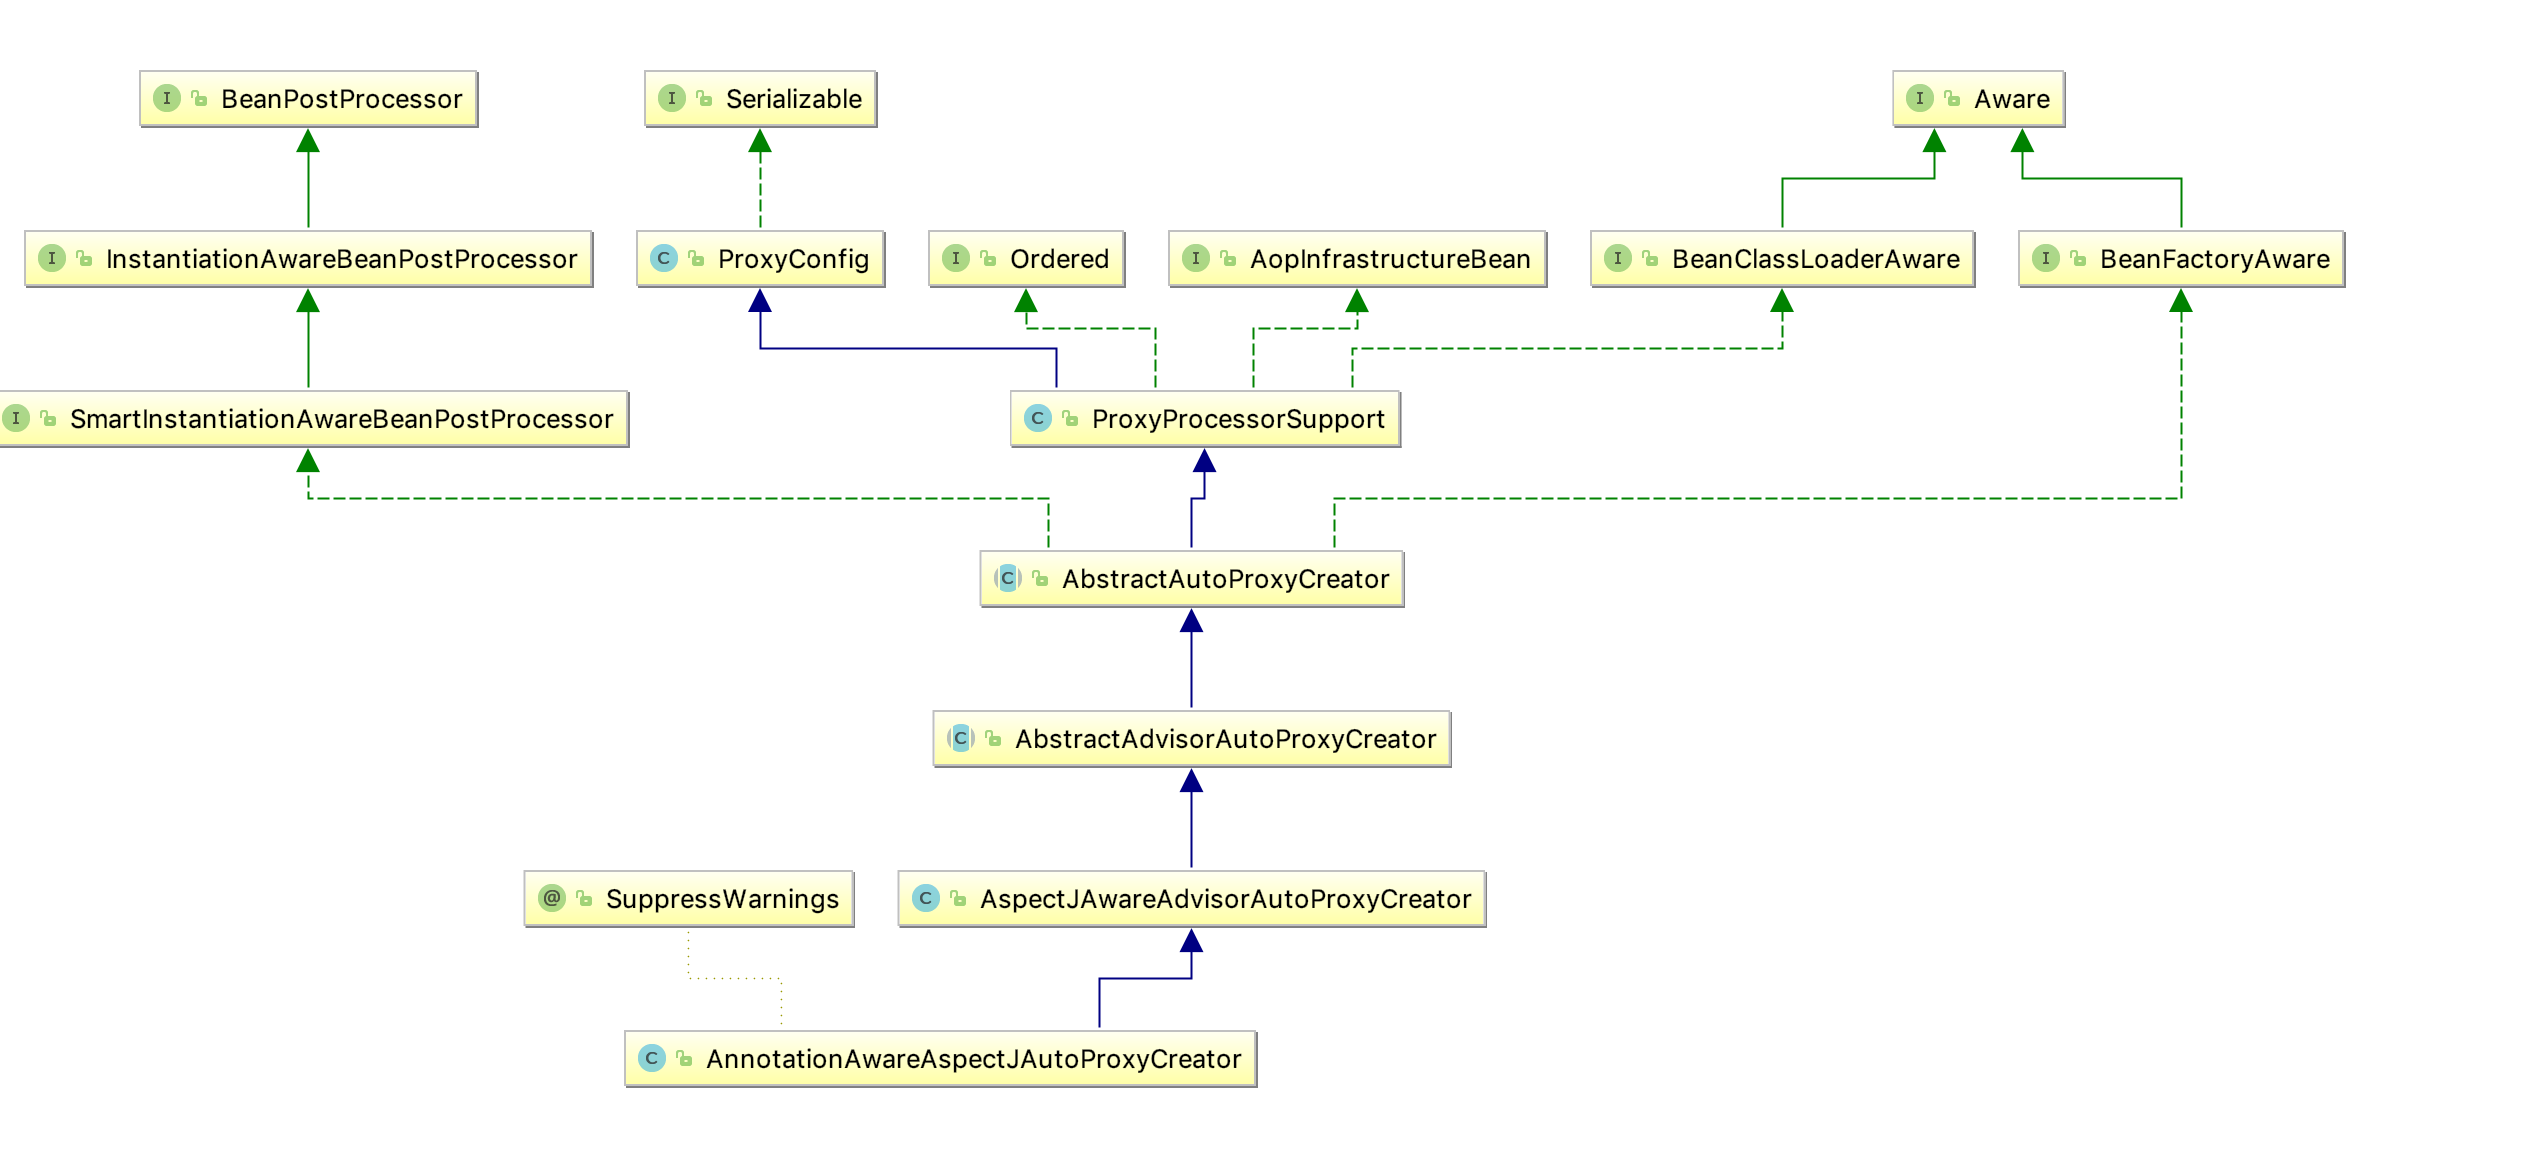 I BeanPostProcessor
I Serializable
I Aware
I InstantiationAwareBeanPostProcessor
C ProxyConfig
I Ordered
I AopInfrastructureBean
I BeanClassLoaderAware
I BeanFactoryAware
I SmartInstantiationAwareBeanPostProcessor
C ProxyProcessorSupport
C AbstractAutoProxyCreator
C AbstractAdvisorAutoProxyCreator
@ SuppressWarnings
C AspectJAwareAdvisorAutoProxyCreator
C AnnotationAwareAspectJAutoProxyCreator